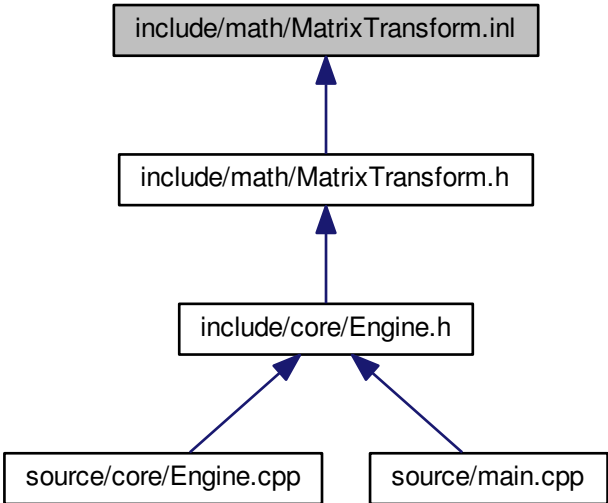 include/math/MatrixTransform.inl
include/math/MatrixTransform.h
include/core/Engine.h
source/core/Engine.cpp
source/main.cpp